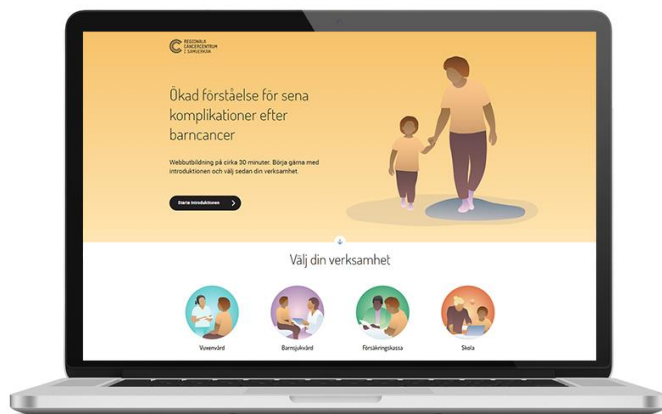 REGIONALA
CANCERCENTRUM
I SAMVERKAN
Ökad förståelse för sena
komplikationer efter
barncancer
Webbutbildning på cirka 30 minuter. Börja gärna med
introduktionen och välj sedan din verksamhet.
Starta introduktionen
Välj din verksamhet
Vuxenvård
Barnsjukvård
Försäkringskassa
Skola